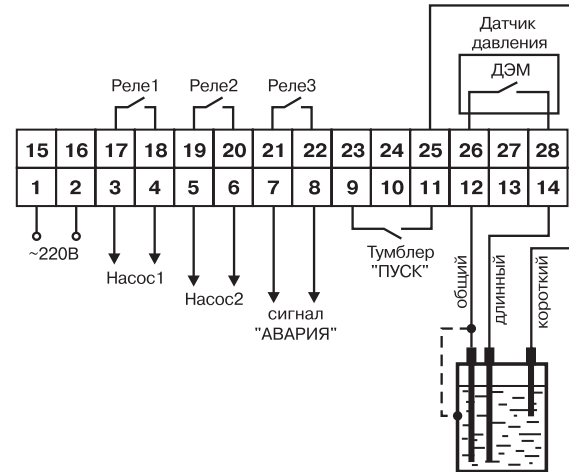 Датчик
давления
ДЭМ
Реле1 Реле2 Реле3
15 16 17 18 19 20 21 22 23 24 25 26 27 28
1 2 3 4 5 6 7 8 9 10 11 12 13 14
~220В
Насос1
Насос2
сигнал
"АВАРИЯ"
Тумблер
"ПУСК"
общий
длинный
короткий